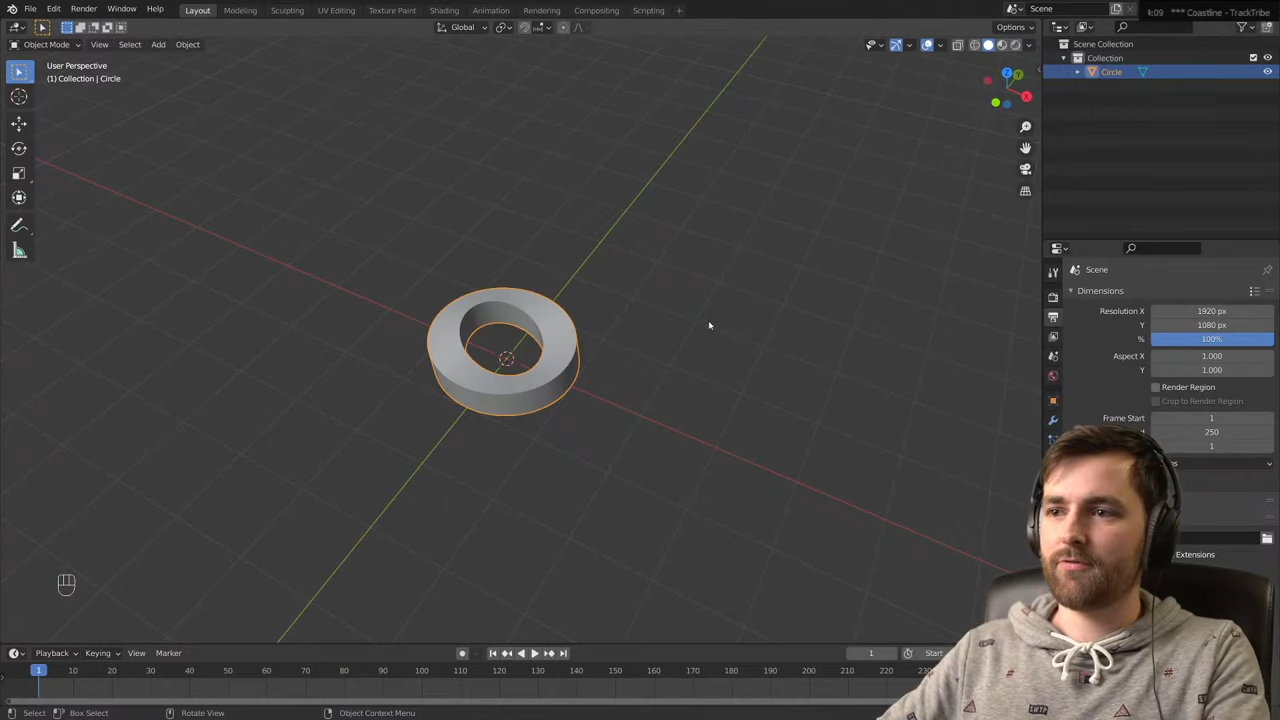 File Edit Render Window Help
Layout Modeling Sculpting UV Editing Texture Paint Shading Animation Rendering Compositing Scripting +
Scene
:09 *** Coastline - TrackTribe
Global
Options
Object Mode View Select Add Object
User Perspective
(1) Collection | Circle
Z
Y
X
Scene Collection
Collection
Circle
Scene
Dimensions
Resolution X 1920 px
Y 1080 px
% 100%
Aspect X 1.000
Y 1.000
Render Region
Crop to Render Region
Frame Start 1
250
1
Extensions
Playback Keying View Marker
1
Start
1 10 20 30 40 50 60 70 80 90 100 110 120 130 140 150 160 170 180 190 200 210 220 230
Select Box Select Rotate View Object Context Menu